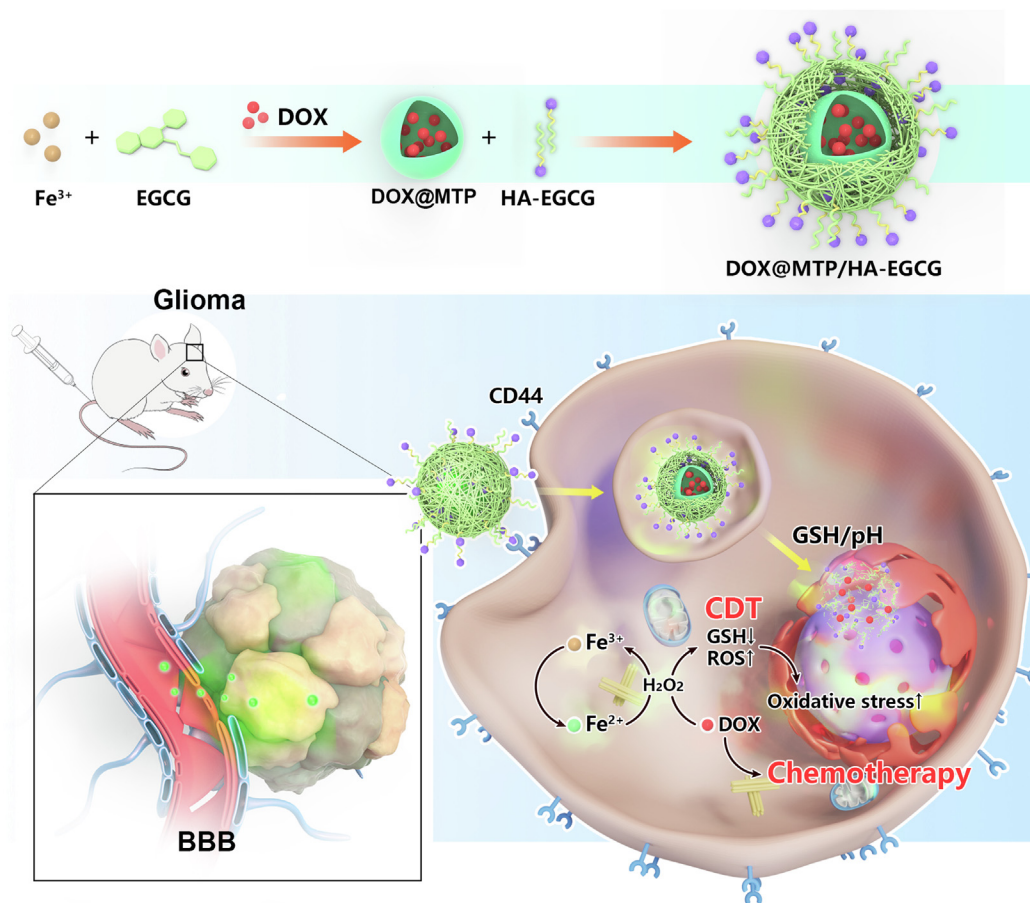 DOX
+
+
Fe³⁺
EGCG
DOX@MTP
HA-EGCG
DOX@MTP/HA-EGCG
Glioma
CD44
GSH/pH
CDT
GSH↓
ROS↑
Fe³⁺
H₂O₂
Oxidative stress↑
Fe²⁺
DOX
Chemotherapy
BBB